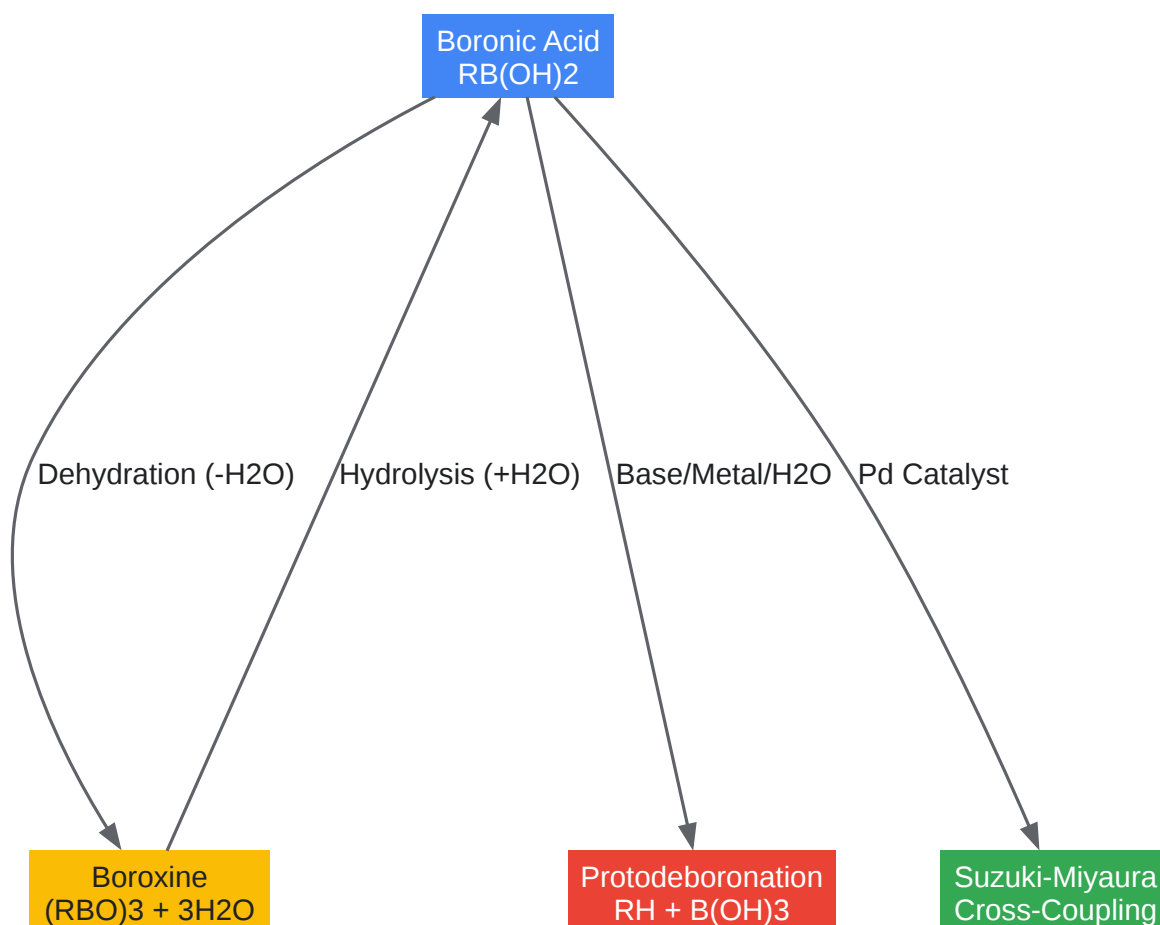 Boronic Acid
RB(OH)2
Dehydration (-H2O)
Hydrolysis (+H2O)
Base/Metal/H2O
Pd Catalyst
Boroxine
(RBO)3 + 3H2O
Protodeboronation
RH + B(OH)3
Suzuki-Miyaura
Cross-Coupling